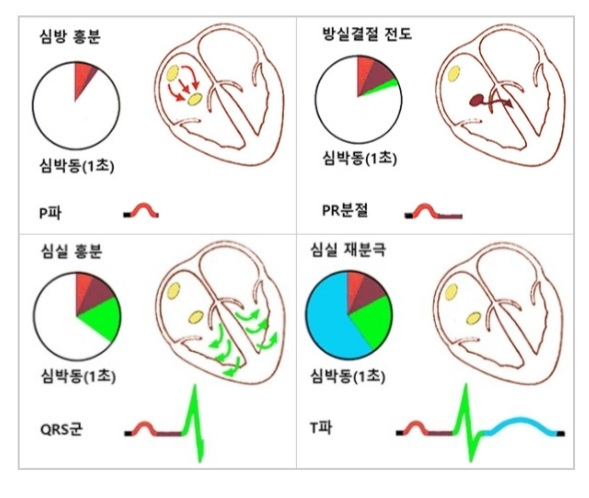 심방 흥분
심박동(1초)
P파
방실결절 전도
심박동(1초)
PR분절
심실 흥분
심박동(1초)
QRS군
심실 재분극
심박동(1초)
T파